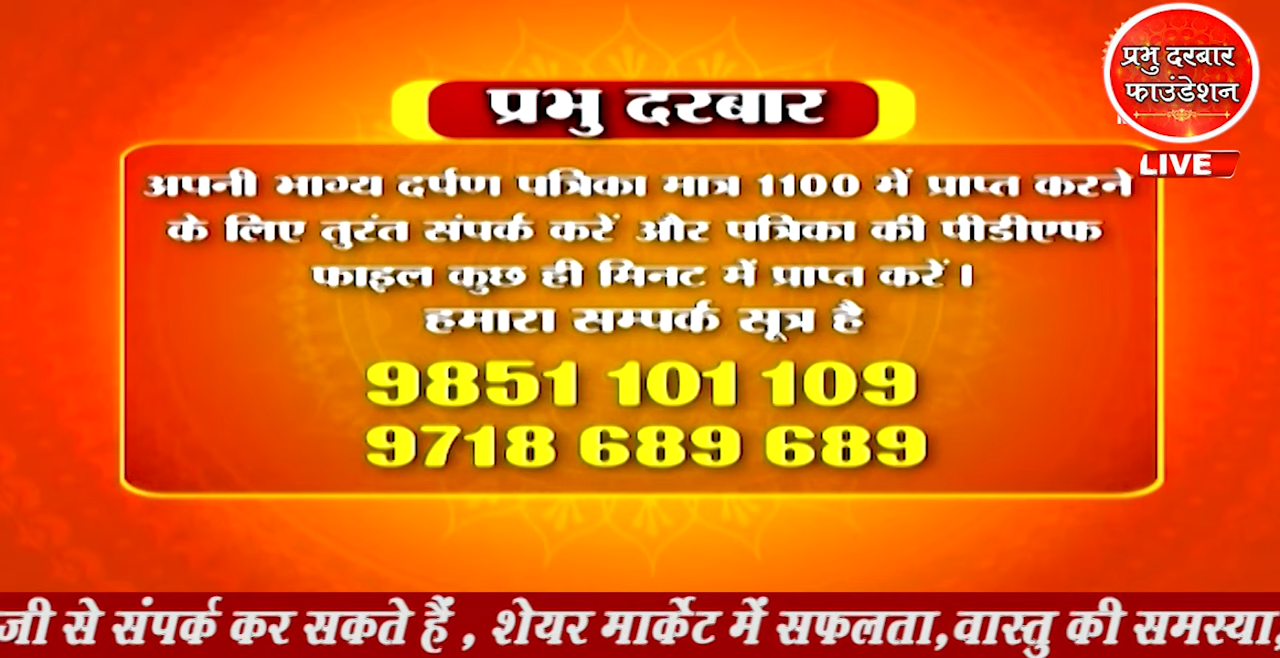 प्रभु दरबार
फाउंडेशन
LIVE
प्रभु दरबार
अपनी भाग्य दर्पण पत्रिका मात्र 1100 में प्राप्त करने
के लिए तुरंत संपर्क करें और पत्रिका की पीडीएफ
फाइल कुछ ही मिनट में प्राप्त करें।
हमारा सम्पर्क सूत्र है
9851 101 109
9718 689 689
जी से संपर्क कर सकते हैं , शेयर मार्केट में सफलता,वास्तु की समस्या,